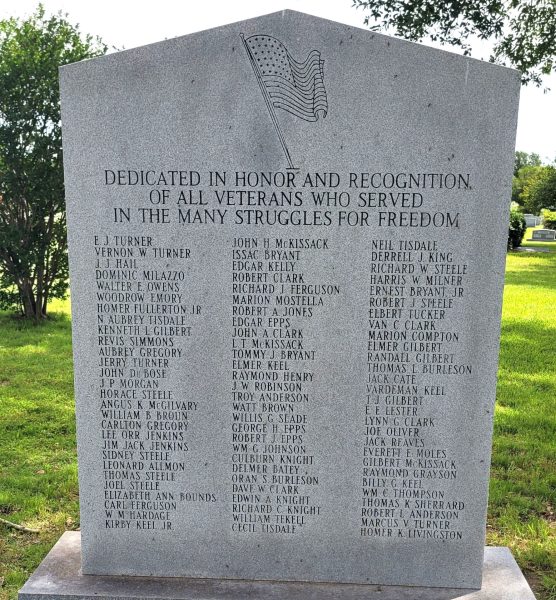 DEDICATED IN HONOR AND RECOGNITION
OF ALL VETERANS WHO SERVED
IN THE MANY STRUGGLES FOR FREEDOM
E. J. TURNER
VERNON W. TURNER
J. J. HAIL
DOMINIC MILAZZO
WALTER E. OWENS
WOODROW EMORY
HOMER FULLERTON JR.
N. AUBREY TISDALE
KENNETH L. GILBERT
REVIS SIMMONS
AUBREY GREGORY
JERRY TURNER
JOHN DeBOSE
J. P. MORGAN
HORACE STEELE
ANGUS K. McGILVARY
WILLIAM B. BROUN
CARLTON GREGORY
LEE ORR JENKINS
JIM JACK JENKINS
SIDNEY STEELE
LEONARD ALLMON
THOMAS STEELE
JOEL STEELE
ELIZABETH ANN BOUNDS
CARL FERGUSON
W. M. HARDAGE
KIRBY KEEL JR.
JOHN H. McKISSACK
ISSAC BRYANT
EDGAR KELLY
ROBERT CLARK
RICHARD J. FERGUSON
MARION MOSTELLA
ROBERT A. JONES
EDGAR EPPS
JOHN A. CLARK
L. T. McKISSACK
TOMMY J. BRYANT
ELMER KEEL
RAYMOND HENRY
J. W. ROBINSON
TROY ANDERSON
WATT BROWN
WILLIS G. SEADE
GEORGE H. EPPS
ROBERT J. EPPS
WM G. JOHNSON
CULBURN KNIGHT
DELMER BATEY
ORAN S. BURLESON
DAVE W. CLARK
EDWIN A. KNIGHT
RICHARD C. KNIGHT
WILLIAM TEKELL
CECIL TISDALE
NEIL TISDALE
DERRELL J. KING
RICHARD W. STEELE
HARRIS W. MILNER
ERNEST BRYANT JR.
ROBERT J. STEELE
ELBERT TUCKER
VAN C. CLARK
MARION COMPTON
ELMER GILBERT
RANDALL GILBERT
THOMAS L. BURLESON
JACK CATE
VARDEMAN KEEL
T. J. GILBERT
E. E. LESTER
LYNN G. CLARK
JOE OLIVER
JACK REAVES
EVERETT E. MOLES
GILBERT McKISSACK
RAYMOND GRAYSON
BILLY G. KEEL
WM C. THOMPSON
THOMAS K. SHERRARD
ROBERT L. ANDERSON
MARCUS V. TURNER
HOMER K. LIVINGSTON